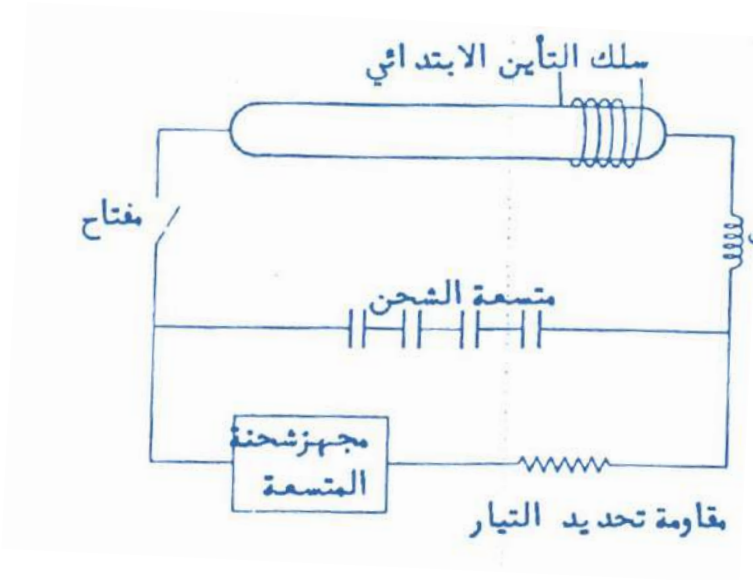 سلك التأين الابتدائي
مفتاح
متسعة الشحن
مجهزشحنة
المتسعة
مقاومة تحديد التيار